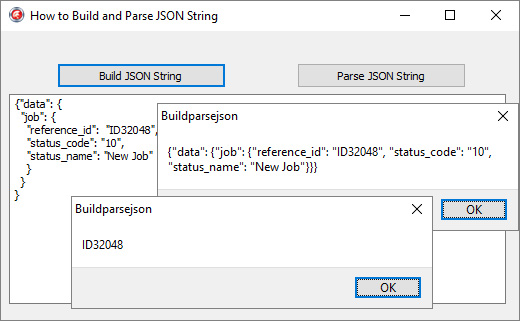 How to Build and Parse JSON String
Build JSON String
Parse JSON String
{"data": {
"job": {
"reference_id": "ID32048",
"status_code": "10",
"status_name": "New Job"
}
}
}
Buildparsejson
{"data": {"job": {"reference_id": "ID32048", "status_code": "10",
"status_name": "New Job"}}}
OK
Buildparsejson
ID32048
OK